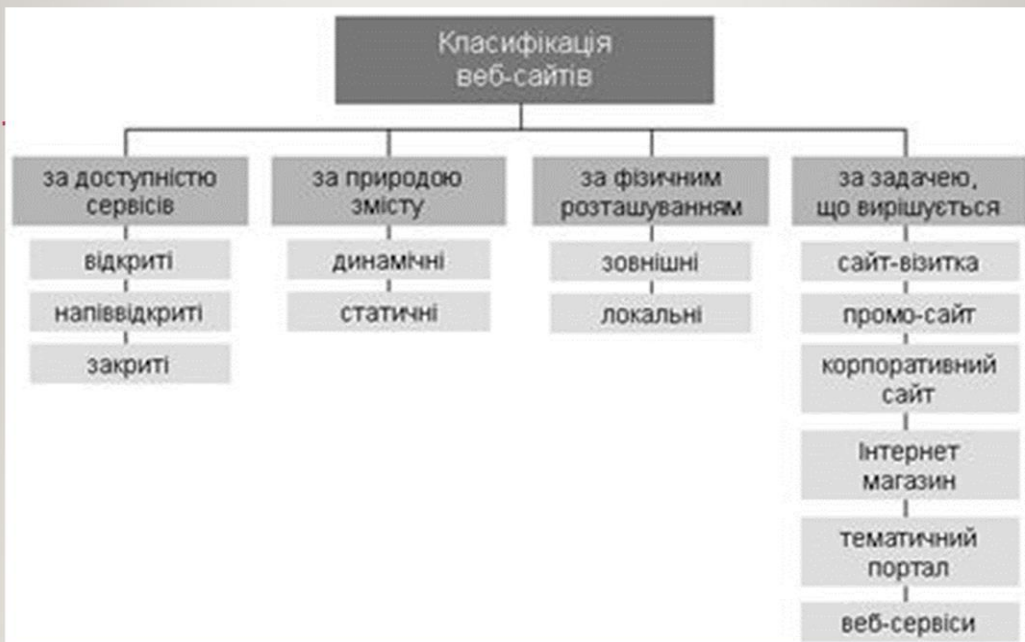 Класифікація
веб-сайтів
за доступністю
сервісів
відкриті
напіввідкриті
закриті
за природою
змісту
динамічні
статичні
за фізичним
розташуванням
зовнішні
локальні
за задачею,
що вирішується
сайт-візитка
промо-сайт
корпоративний
сайт
Інтернет
магазин
тематичний
портал
веб-сервіси